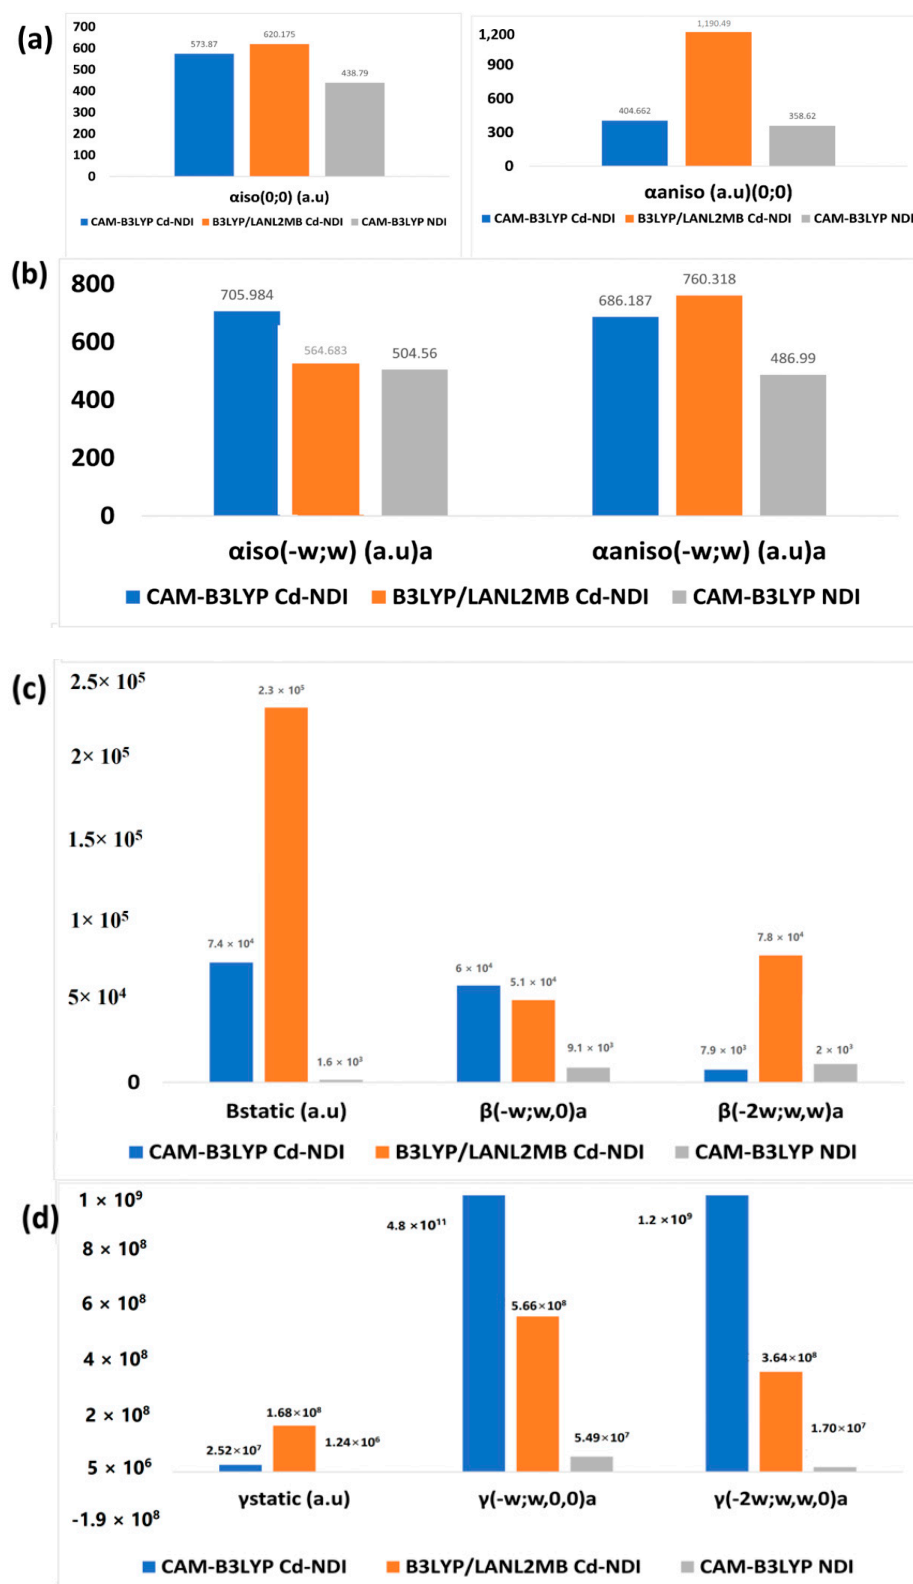 (a)
700
600
500
400
300
200
100
0
573.87
620.175
438.79
αiso(0;0) (a.u)
CAM-B3LYP Cd-NDI B3LYP/LANL2MB Cd-NDI CAM-B3LYP NDI
1,200
900
600
300
0
404.662
1,190.49
358.62
αaniso (a.u)(0;0)
CAM-B3LYP Cd-NDI B3LYP/LANL2MB Cd-NDI CAM-B3LYP NDI
(b)
800
600
400
200
0
705.984
564.683
504.56
686.187
760.318
486.99
αiso(-w;w) (a.u)a
αaniso(-w;w) (a.u)a
CAM-B3LYP Cd-NDI B3LYP/LANL2MB Cd-NDI CAM-B3LYP NDI
(c)
2.5× 10⁵
2× 10⁵
1.5× 10⁵
1× 10⁵
5× 10⁴
0
7.4 × 10⁴
2.3 × 10⁵
1.6 × 10³
6 × 10⁴
5.1 × 10⁴
9.1 × 10³
7.9 × 10³
7.8 × 10⁴
2 × 10³
Bstatic (a.u)
β(-w;w,0)a
β(-2w;w,w)a
CAM-B3LYP Cd-NDI B3LYP/LANL2MB Cd-NDI CAM-B3LYP NDI
(d)
1 × 10⁹
8 × 10⁸
6 × 10⁸
4 × 10⁸
2 × 10⁸
5 × 10⁶
-1.9 × 10⁸
2.52×10⁷
1.68×10⁸
1.24×10⁶
4.8 ×10¹¹
5.66×10⁸
5.49×10⁷
1.2 ×10⁹
3.64×10⁸
1.70×10⁷
γstatic (a.u)
γ(-w;w,0,0)a
γ(-2w;w,w,0)a
CAM-B3LYP Cd-NDI B3LYP/LANL2MB Cd-NDI CAM-B3LYP NDI